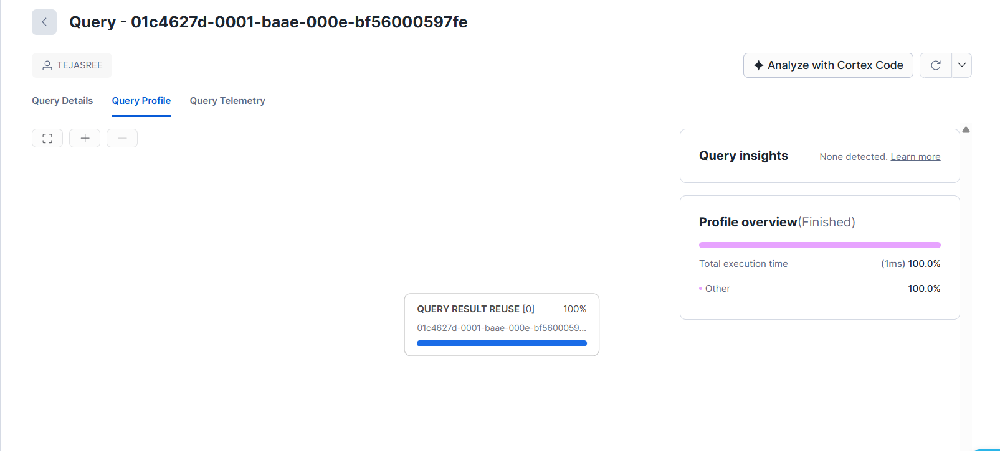 Query - 01c4627d-0001-baae-000e-bf56000597fe
TEJASREE
Analyze with Cortex Code
Query Details
Query Profile
Query Telemetry
Query insights
None detected. Learn more
Profile overview(Finished)
Total execution time (1ms) 100.0%
Other 100.0%
QUERY RESULT REUSE [0] 100%
01c4627d-0001-baae-000e-bf5600059...